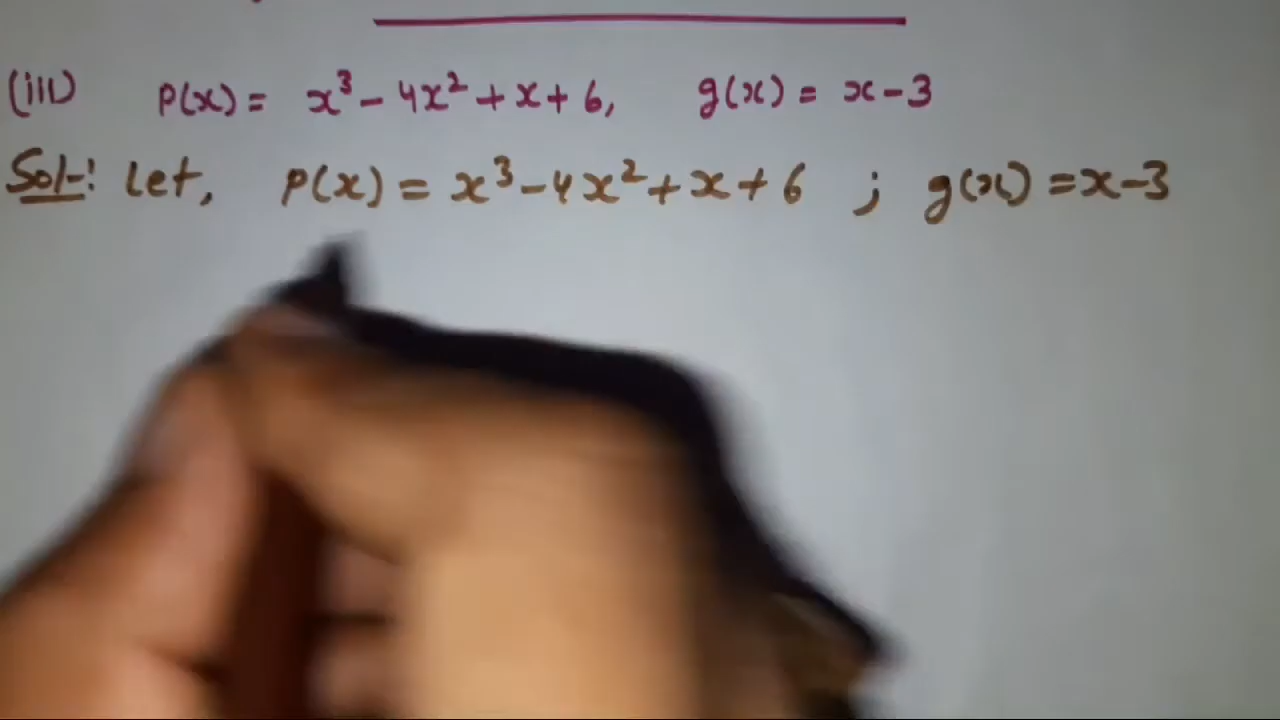 (iii) p(x) = x³ - 4x² + x + 6, g(x) = x - 3
Sol-: Let, p(x) = x³ - 4x² + x + 6 ; g(x) = x - 3